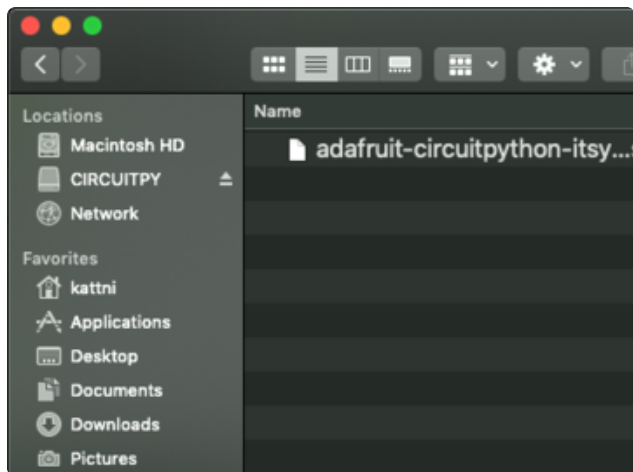 Locations
Macintosh HD
CIRCUITPY
Network
Favorites
kattni
Applications
Desktop
Documents
Downloads
Pictures
Name
adafruit-circuitpython-itsy...